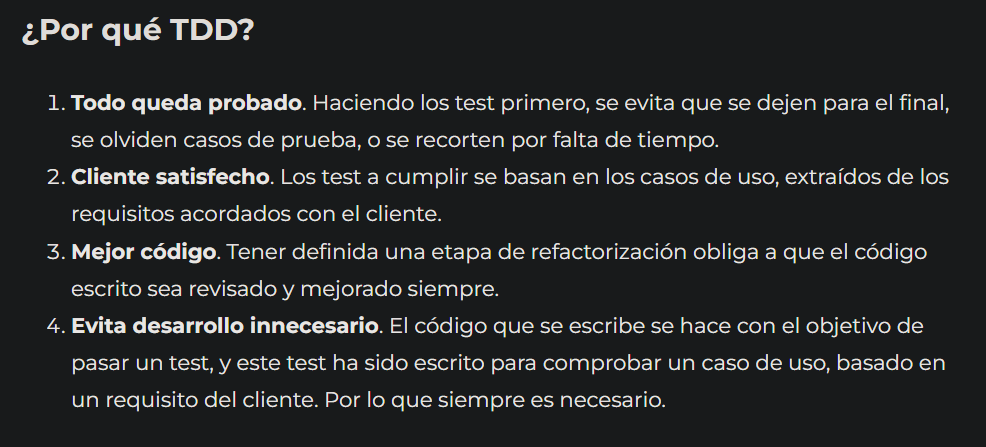 ¿Por qué TDD?
1. Todo queda probado. Haciendo los test primero, se evita que se dejen para el final,
se olviden casos de prueba, o se recorten por falta de tiempo.
2. Cliente satisfecho. Los test a cumplir se basan en los casos de uso, extraídos de los
requisitos acordados con el cliente.
3. Mejor código. Tener definida una etapa de refactorización obliga a que el código
escrito sea revisado y mejorado siempre.
4. Evita desarrollo innecesario. El código que se escribe se hace con el objetivo de
pasar un test, y este test ha sido escrito para comprobar un caso de uso, basado en
un requisito del cliente. Por lo que siempre es necesario.